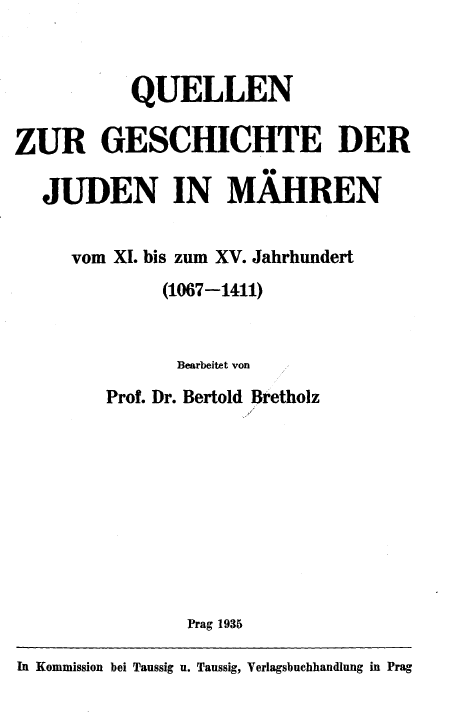 QUELLEN
ZUR GESCHICHTE DER
JUDEN IN MÄHREN
vom XI. bis zum XV. Jahrhundert
(1067—1411)
Bearbeitet von
Prof. Dr. Bertold Bretholz
Prag 1935
In Kommission bei Taussig u. Taussig, Verlagsbuchhandlung in Prag